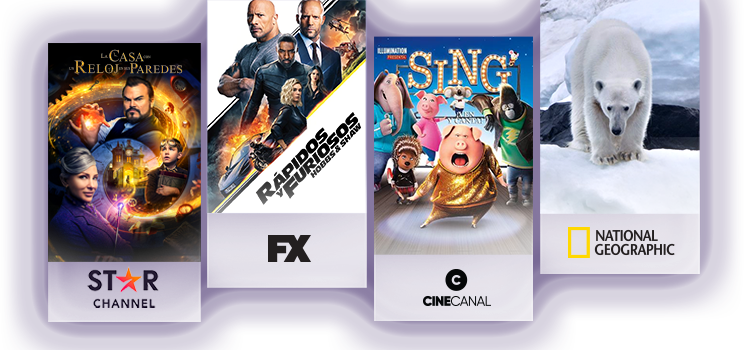 LA CASA CON
UN RELOJ EN SUS PAREDES
STAR
CHANNEL
RÁPIDOS
Y FURIOSOS
HOBBS & SHAW
FX
ILLUMINATION
PRESENTA
SING
¡VEN
Y CANTA!
C
CINECANAL
NATIONAL
GEOGRAPHIC